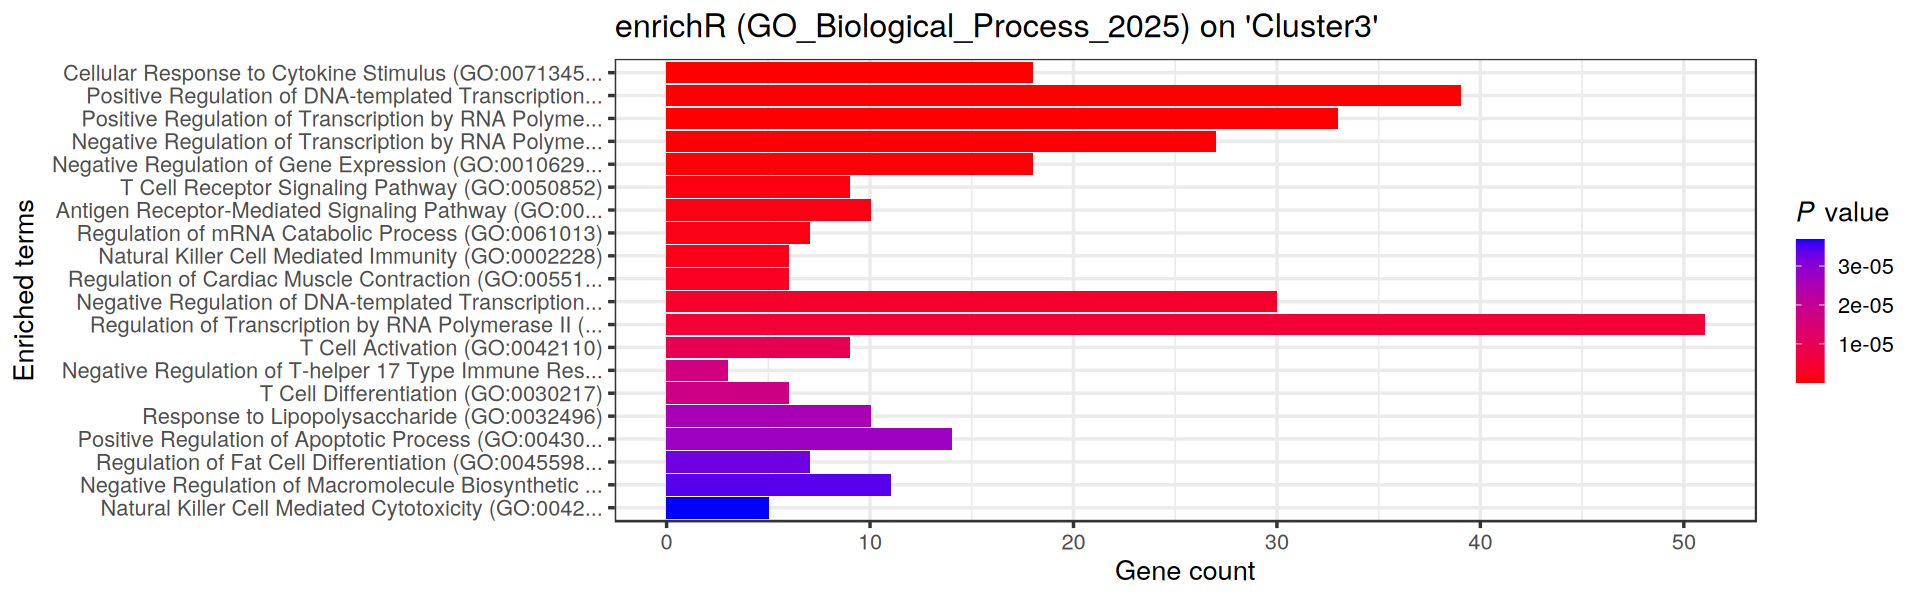 enrichR (GO_Biological_Process_2025) on 'Cluster3'
Cellular Response to Cytokine Stimulus (GO:0071345...
Positive Regulation of DNA-templated Transcription...
Positive Regulation of Transcription by RNA Polyme...
Negative Regulation of Transcription by RNA Polyme...
Negative Regulation of Gene Expression (GO:0010629...
T Cell Receptor Signaling Pathway (GO:0050852)
Antigen Receptor-Mediated Signaling Pathway (GO:00...
Regulation of mRNA Catabolic Process (GO:0061013)
Natural Killer Cell Mediated Immunity (GO:0002228)
Regulation of Cardiac Muscle Contraction (GO:00551...
Negative Regulation of DNA-templated Transcription...
Regulation of Transcription by RNA Polymerase II (...
T Cell Activation (GO:0042110)
Negative Regulation of T-helper 17 Type Immune Res...
T Cell Differentiation (GO:0030217)
Response to Lipopolysaccharide (GO:0032496)
Positive Regulation of Apoptotic Process (GO:00430...
Regulation of Fat Cell Differentiation (GO:0045598...
Negative Regulation of Macromolecule Biosynthetic ...
Natural Killer Cell Mediated Cytotoxicity (GO:0042...
Enriched terms
0 10 20 30 40 50
Gene count
P value
3e-05
2e-05
1e-05